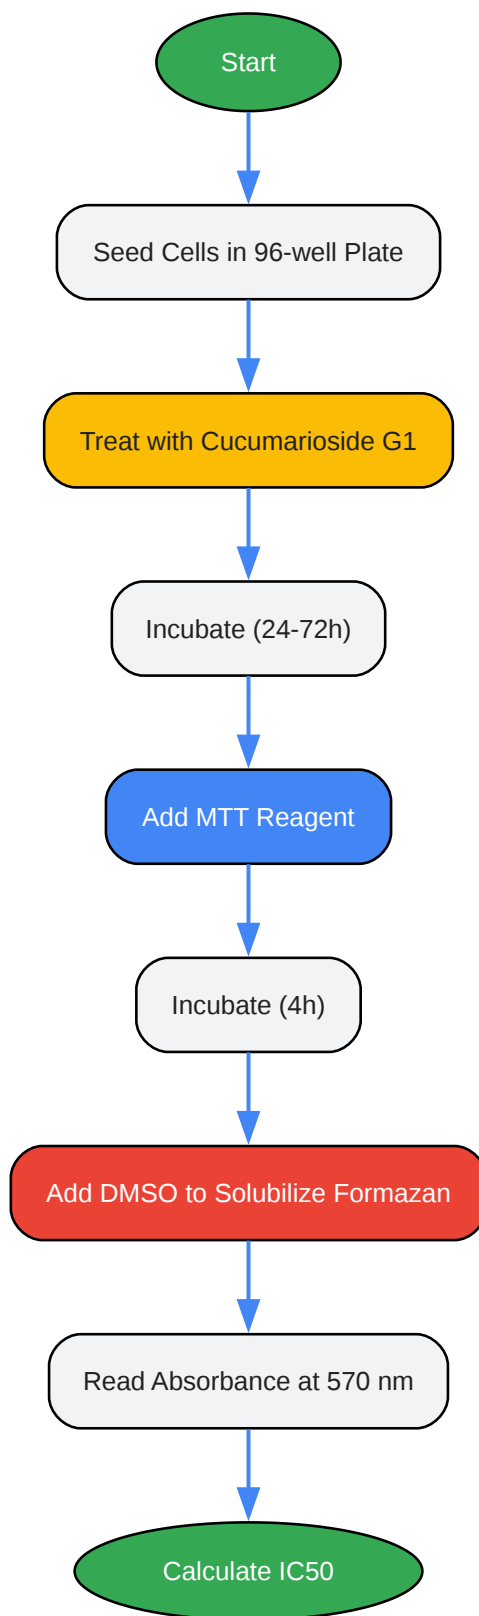 Start
Seed Cells in 96-well Plate
Treat with Cucumarioside G1
Incubate (24-72h)
Add MTT Reagent
Incubate (4h)
Add DMSO to Solubilize Formazan
Read Absorbance at 570 nm
Calculate IC50